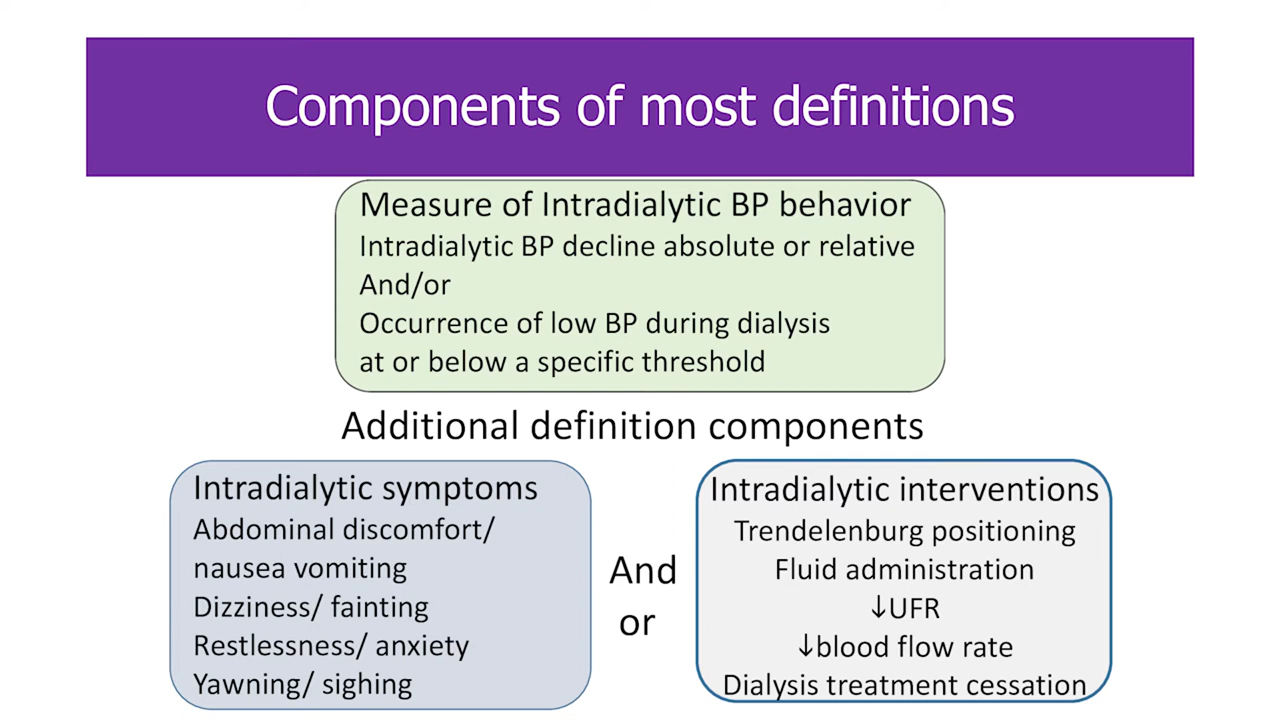 Components of most definitions
Measure of Intradialytic BP behavior
Intradialytic BP decline absolute or relative
And/or
Occurrence of low BP during dialysis
at or below a specific threshold
Additional definition components
Intradialytic symptoms
Abdominal discomfort/
nausea vomiting
Dizziness/ fainting
Restlessness/ anxiety
Yawning/ sighing
And
or
Intradialytic interventions
Trendelenburg positioning
Fluid administration
↓UFR
↓blood flow rate
Dialysis treatment cessation